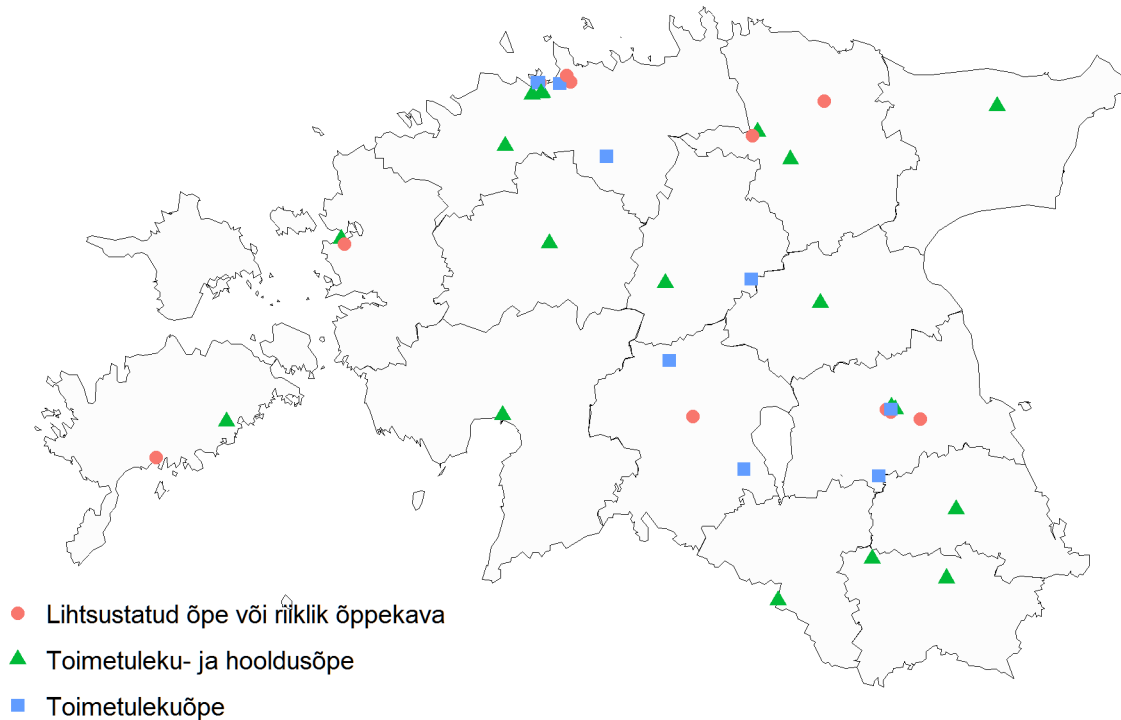 Lihtsustatud õpe või riiklik õppekava
Toimetuleku- ja hooldusõpe
Toimetulekuõpe